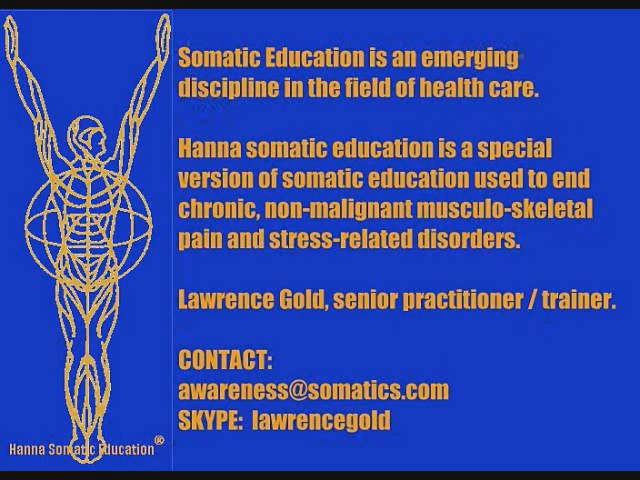 Somatic Education is an emerging
discipline in the field of health care.
Hanna somatic education is a special
version of somatic education used to end
chronic, non-malignant musculo-skeletal
pain and stress-related disorders.
Lawrence Gold, senior practitioner / trainer.
CONTACT:
awareness@somatics.com
SKYPE: lawrencegold
Hanna Somatic Education®